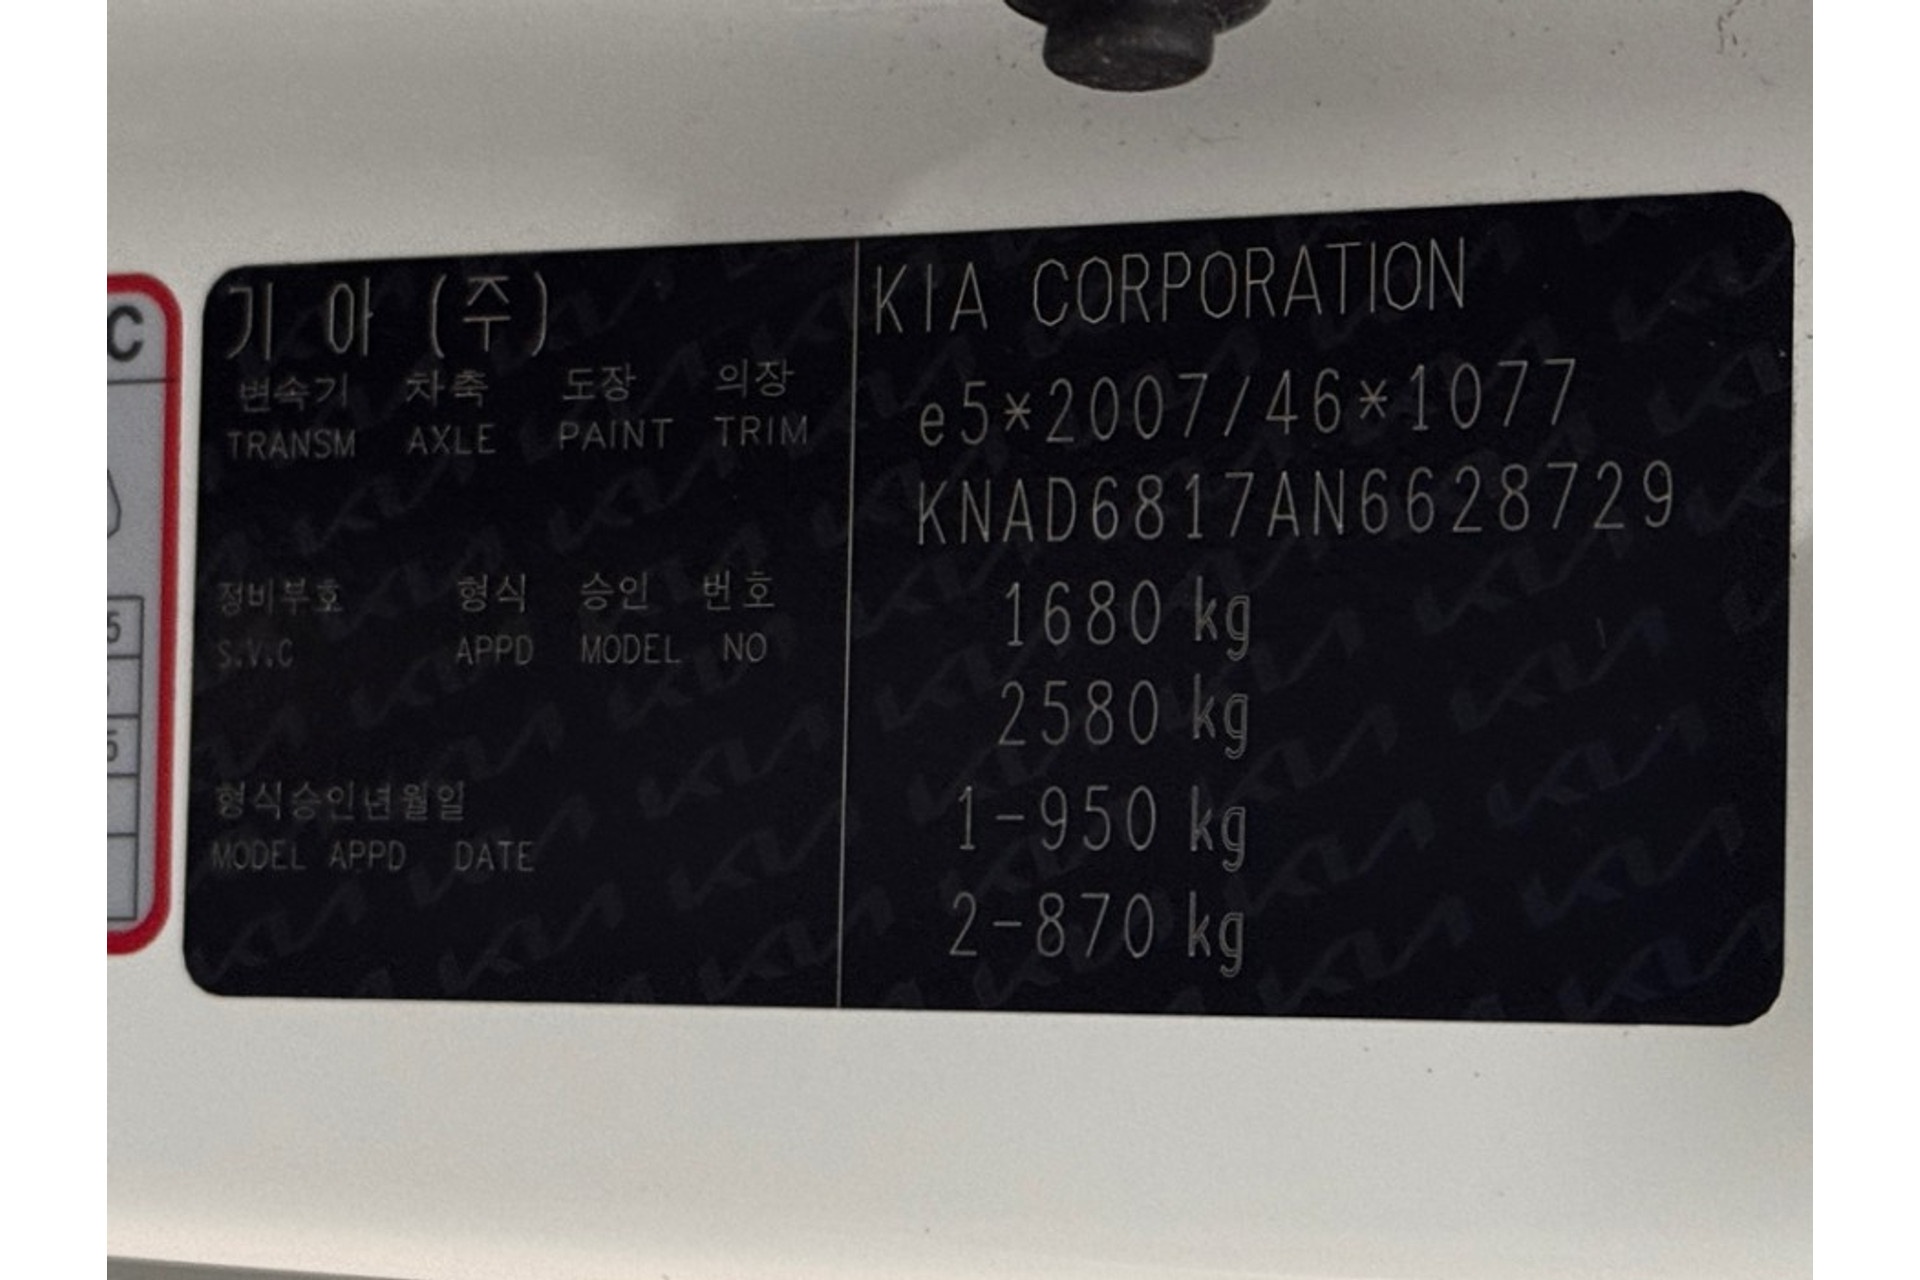 C
5
5
기 아 (주)
변속기 차축 도장 의장
TRANSM AXLE PAINT TRIM
정비부호 형식 승인 번호
S.V.C APPD MODEL NO
형식승인년월일
MODEL APPD DATE
KIA CORPORATION
e5*2007/46*1077
KNAD6817AN6628729
1680 kg
2580 kg
1-950 kg
2-870 kg